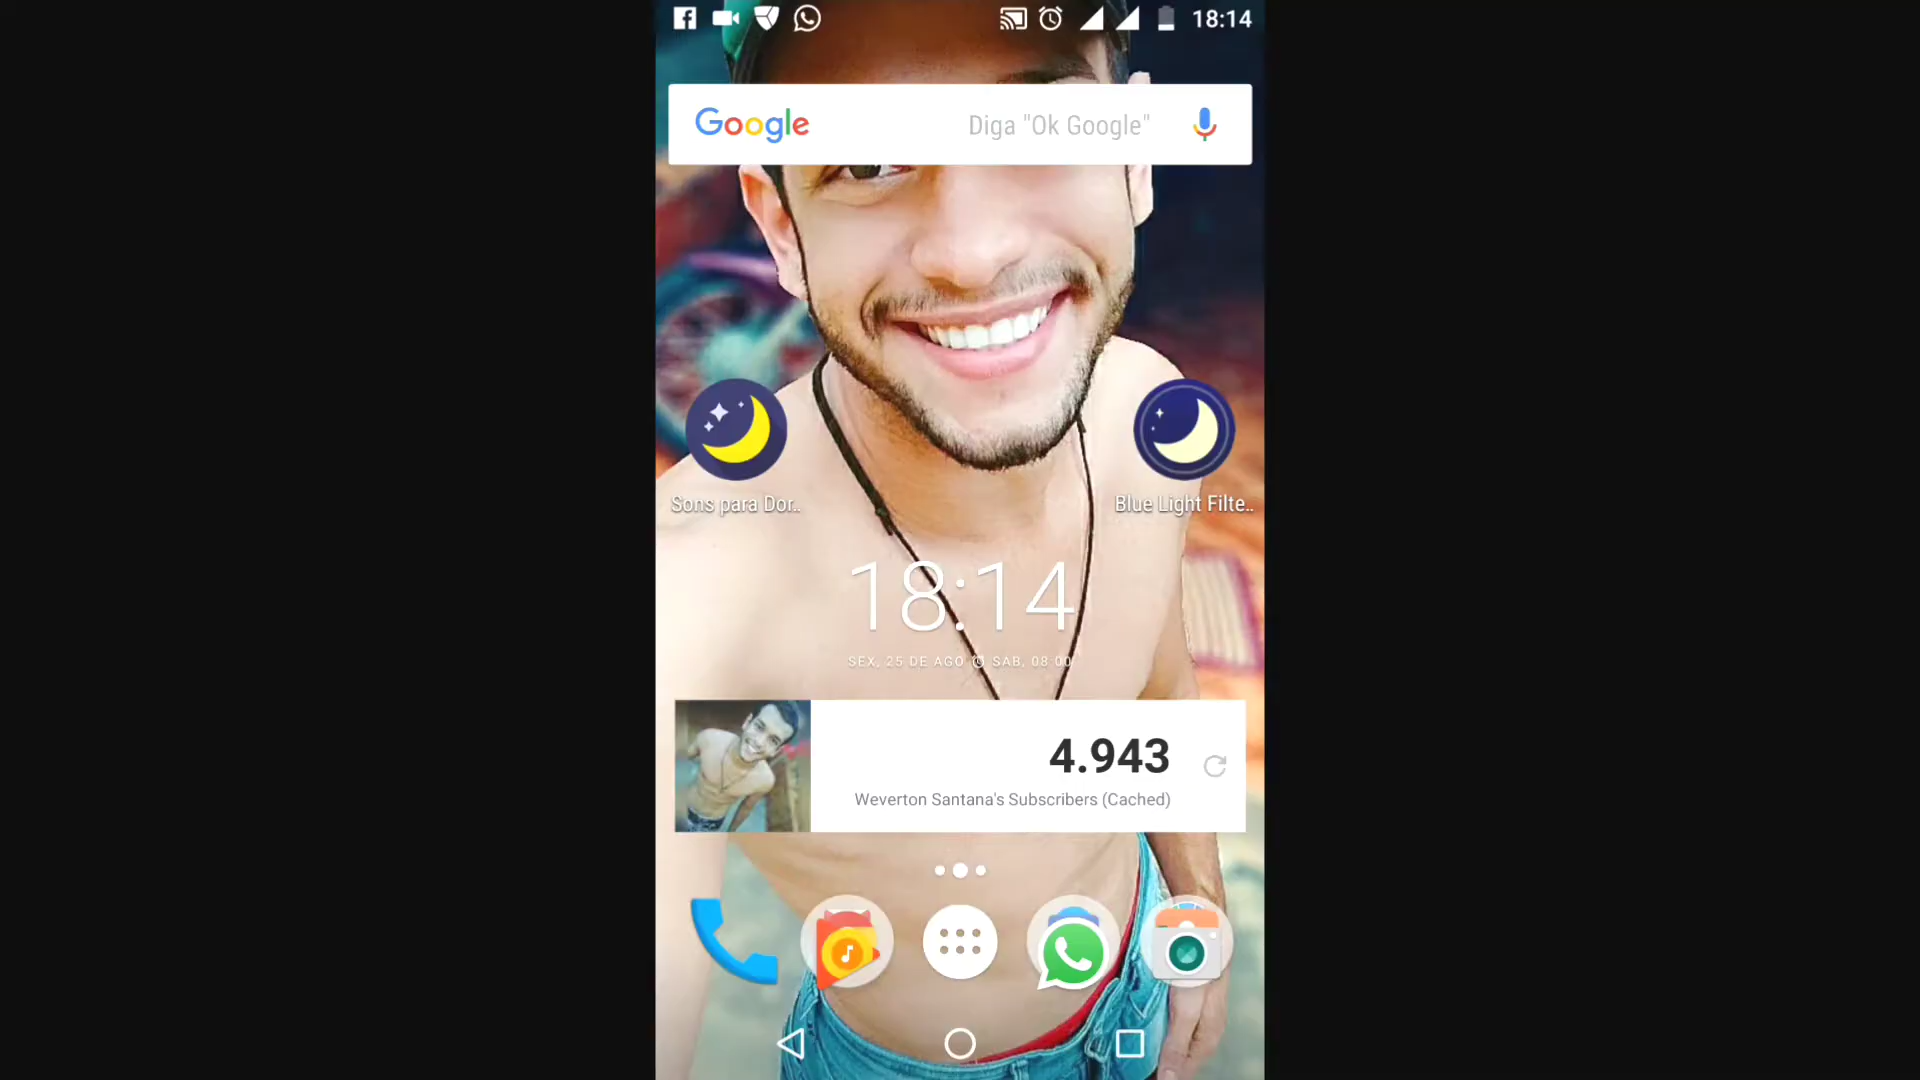 18:14
Google Diga "Ok Google"
Sons para Dor..
Blue Light Filte..
18:14
SEX, 25 DE AGO SÁB, 08:00
4.943
Weverton Santana's Subscribers (Cached)